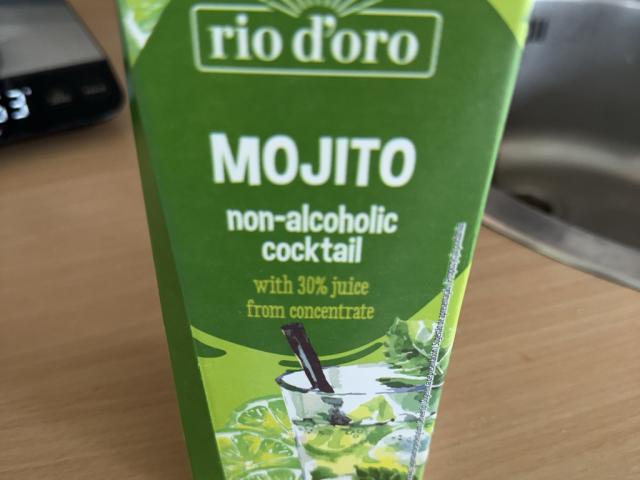 rio d'oro
MOJITO
non-alcoholic
cocktail
with 30% juice
from concentrate